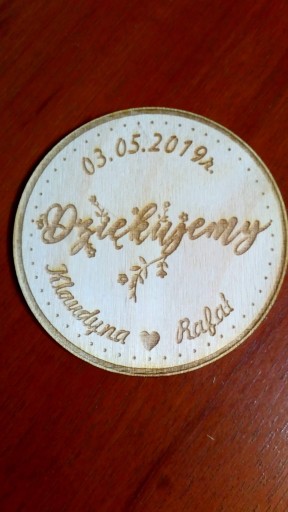 03.05.2019r.
Dziękujemy
Klaudyna ♥ Rafał